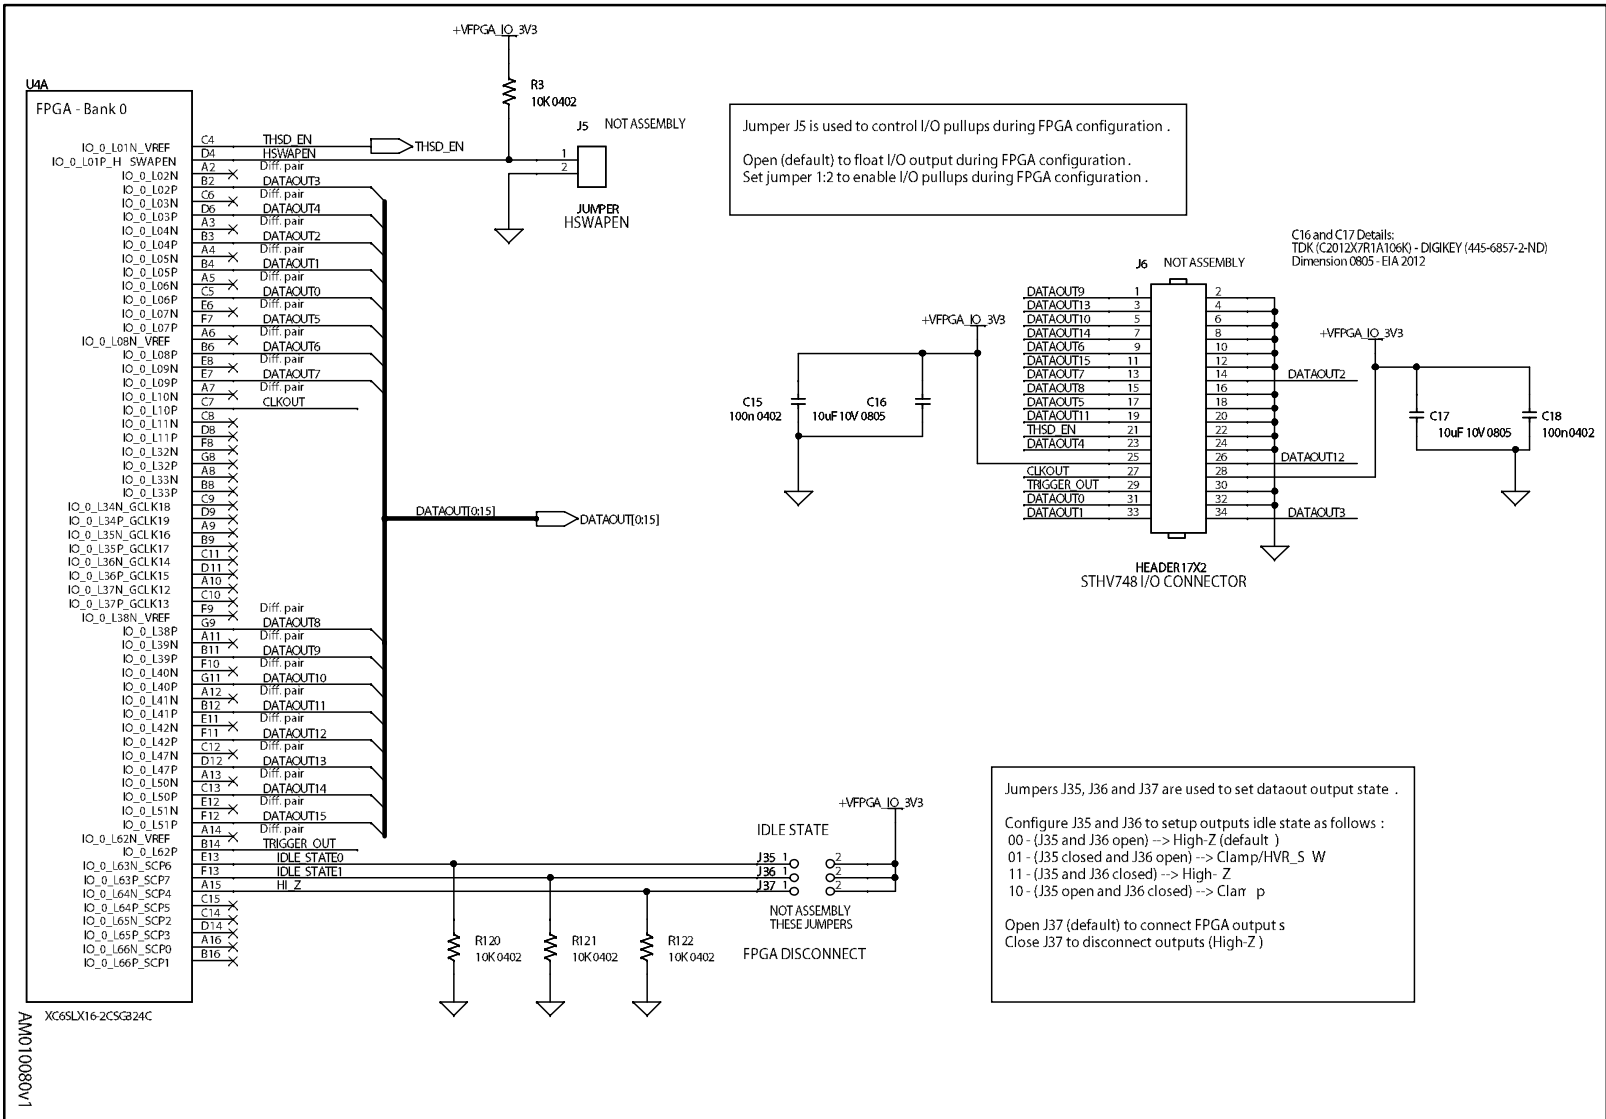 +VFPGA_IO_3V3
R3
10K 0402
J5 NOT ASSEMBLY
1
2
JUMPER
HSWAPEN
U4A
FPGA - Bank 0
IO_0_L01N_VREF C4 THSD_EN THSD_EN
IO_0_L01P_H SWAPEN D4 HSWAPEN
IO_0_L02N A2 Diff. pair
IO_0_L02P B2 DATAOUT3
IO_0_L03N C6 Diff. pair
IO_0_L03P D6 DATAOUT4
IO_0_L04N A3 Diff. pair
IO_0_L04P B3 DATAOUT2
IO_0_L05N A4 Diff. pair
IO_0_L05P B4 DATAOUT1
IO_0_L06N A5 Diff. pair
IO_0_L06P C5 DATAOUT0
IO_0_L07N E6 Diff. pair
IO_0_L07P F7 DATAOUT5
IO_0_L08N_VREF A6 Diff. pair
IO_0_L08P B6 DATAOUT6
IO_0_L09N E8 Diff. pair
IO_0_L09P E7 DATAOUT7
IO_0_L10N A7 Diff. pair
IO_0_L10P C7 CLKOUT
IO_0_L11N C8
IO_0_L11P D8
IO_0_L32N F8
IO_0_L32P G8
IO_0_L33N A8
IO_0_L33P B8
IO_0_L34N_GCLK18 C9
IO_0_L34P_GCLK19 D9
IO_0_L35N_GCLK16 A9
IO_0_L35P_GCLK17 B9
IO_0_L36N_GCLK14 C11
IO_0_L36P_GCLK15 D11
IO_0_L37N_GCLK12 A10
IO_0_L37P_GCLK13 C10
IO_0_L38N_VREF F9 Diff. pair
IO_0_L38P G9 DATAOUT8
IO_0_L39N A11 Diff. pair
IO_0_L39P B11 DATAOUT9
IO_0_L40N F10 Diff. pair
IO_0_L40P G11 DATAOUT10
IO_0_L41N A12 Diff. pair
IO_0_L41P B12 DATAOUT11
IO_0_L42N E11 Diff. pair
IO_0_L42P F11 DATAOUT12
IO_0_L47N C12 Diff. pair
IO_0_L47P D12 DATAOUT13
IO_0_L50N A13 Diff. pair
IO_0_L50P C13 DATAOUT14
IO_0_L51N E12 Diff. pair
IO_0_L51P F12 DATAOUT15
IO_0_L62N_VREF A14 Diff. pair
IO_0_L62P B14 TRIGGER_OUT
IO_0_L63N_SCP6 E13 IDLE_STATE0
IO_0_L63P_SCP7 F13 IDLE_STATE1
IO_0_L64N_SCP4 A15 HI_Z
IO_0_L64P_SCP5 C15
IO_0_L65N_SCP2 C14
IO_0_L65P_SCP3 D14
IO_0_L66N_SCP0 A16
IO_0_L66P_SCP1 B16
XC6SLX16-2CSG324C
DATAOUT[0:15] DATAOUT[0:15]
Jumper J5 is used to control I/O pullups during FPGA configuration .
Open (default) to float I/O output during FPGA configuration .
Set jumper 1:2 to enable I/O pullups during FPGA configuration .
C16 and C17 Details:
TDK (C2012X7R1A106K) - DIGIKEY (445-6857-2-ND)
Dimension 0805 - EIA 2012
J6 NOT ASSEMBLY
DATAOUT9 1 2
DATAOUT13 3 4
DATAOUT10 5 6
DATAOUT14 7 8
DATAOUT6 9 10
DATAOUT15 11 12
DATAOUT7 13 14 DATAOUT2
DATAOUT8 15 16
DATAOUT5 17 18
DATAOUT11 19 20
THSD_EN 21 22
DATAOUT4 23 24
25 26 DATAOUT12
CLKOUT 27 28
TRIGGER_OUT 29 30
DATAOUT0 31 32
DATAOUT1 33 34 DATAOUT3
HEADER 17X2
STHV748 I/O CONNECTOR
+VFPGA_IO_3V3
C15
100n 0402
C16
10uF 10V 0805
+VFPGA_IO_3V3
C17
10uF 10V 0805
C18
100n 0402
+VFPGA_IO_3V3
IDLE STATE
J35 1 2
J36 1 2
J37 1 2
NOT ASSEMBLY
THESE JUMPERS
FPGA DISCONNECT
R120
10K 0402
R121
10K 0402
R122
10K 0402
Jumpers J35, J36 and J37 are used to set dataout output state .
Configure J35 and J36 to setup outputs idle state as follows :
00 - (J35 and J36 open) --> High-Z (default )
01 - (J35 closed and J36 open) --> Clamp/HVR_S W
11 - (J35 and J36 closed) --> High- Z
10 - (J35 open and J36 closed) --> Clam p
Open J37 (default) to connect FPGA output s
Close J37 to disconnect outputs (High-Z )
AM010080v1